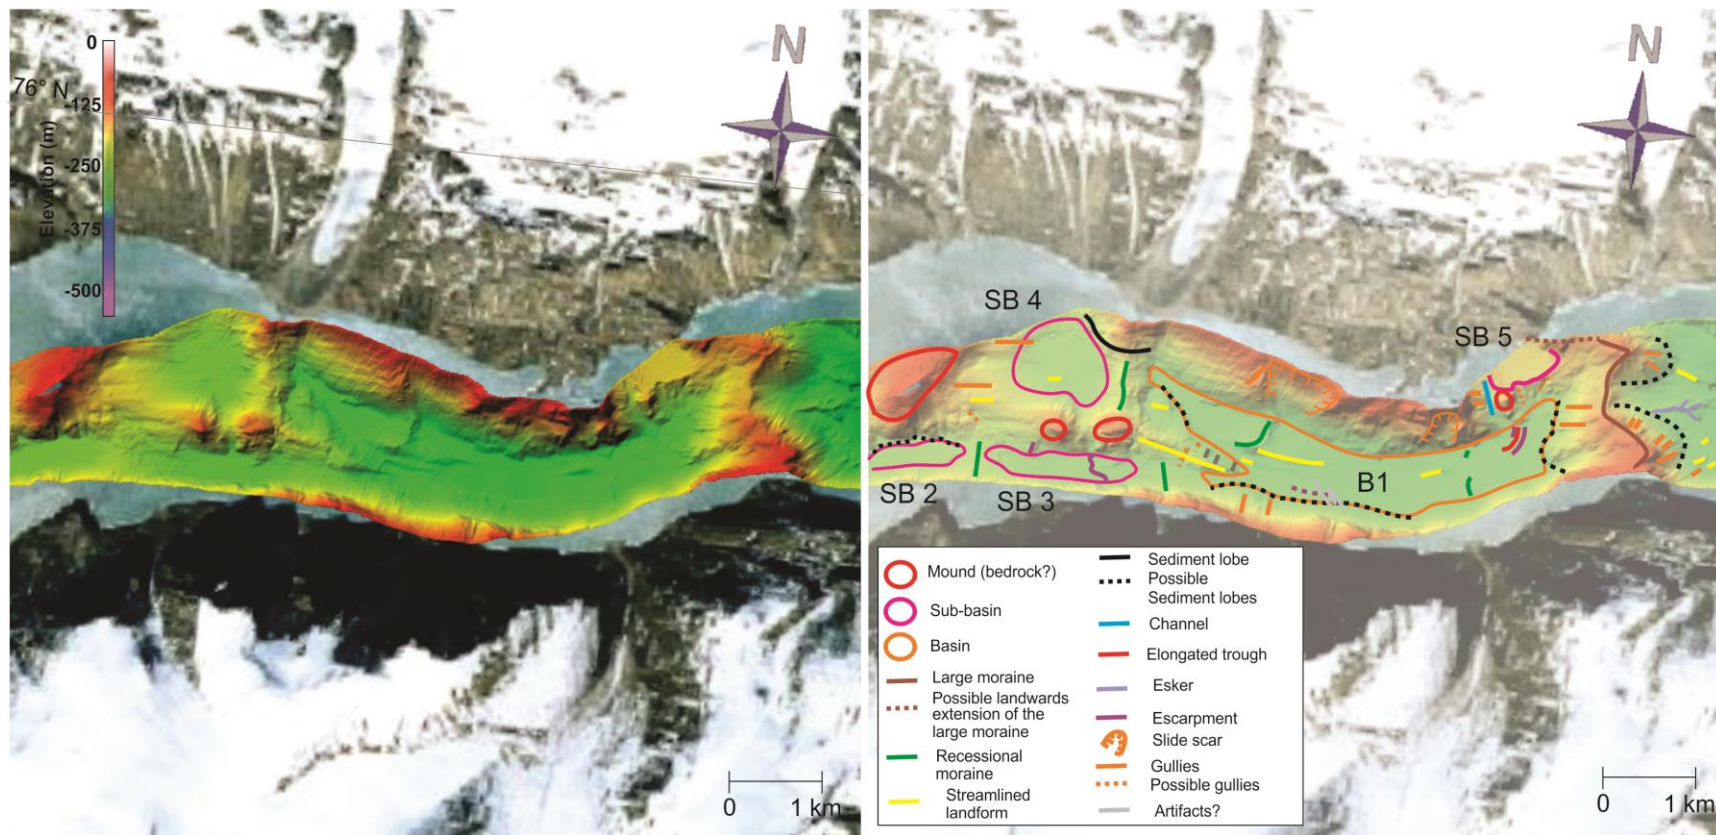 0
76° N
-125
Elevation (m)
-250
-375
-500
N
0 1 km
N
SB 4
SB 5
SB 2
SB 3
B1
Mound (bedrock?)
Sub-basin
Basin
Large moraine
Possible landwards
extension of the
large moraine
Recessional
moraine
Streamlined
landform
Sediment lobe
Possible
Sediment lobes
Channel
Elongated trough
Esker
Escarpment
Slide scar
Gullies
Possible gullies
Artifacts?
0 1 km